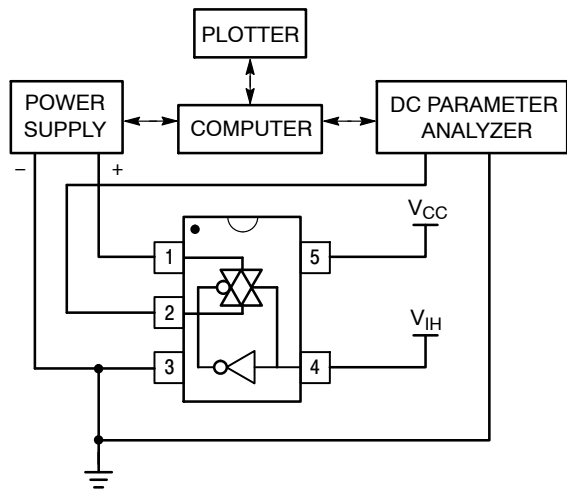 PLOTTER
POWER
SUPPLY
COMPUTER
DC PARAMETER
ANALYZER
−
+
VCC
1
5
2
VIH
3
4